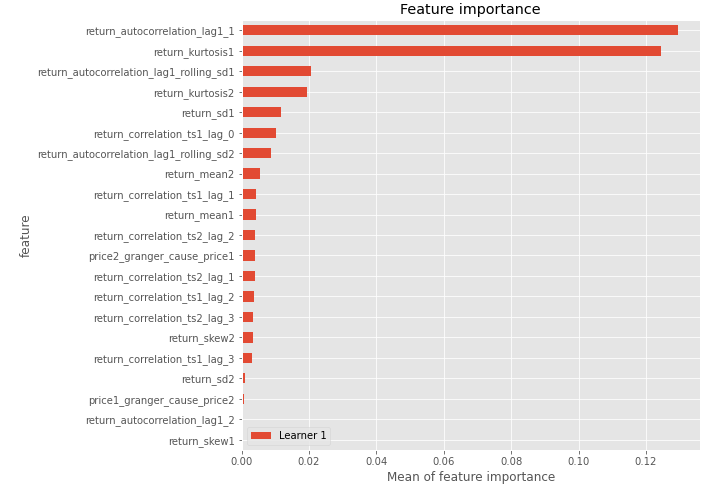 Feature importance
return_autocorrelation_lag1_1
return_kurtosis1
return_autocorrelation_lag1_rolling_sd1
return_kurtosis2
return_sd1
return_correlation_ts1_lag_0
return_autocorrelation_lag1_rolling_sd2
return_mean2
return_correlation_ts1_lag_1
return_mean1
return_correlation_ts2_lag_2
price2_granger_cause_price1
return_correlation_ts2_lag_1
return_correlation_ts1_lag_2
return_correlation_ts2_lag_3
return_skew2
return_correlation_ts1_lag_3
return_sd2
price1_granger_cause_price2
return_autocorrelation_lag1_2
return_skew1
feature
Learner 1
0.00 0.02 0.04 0.06 0.08 0.10 0.12
Mean of feature importance